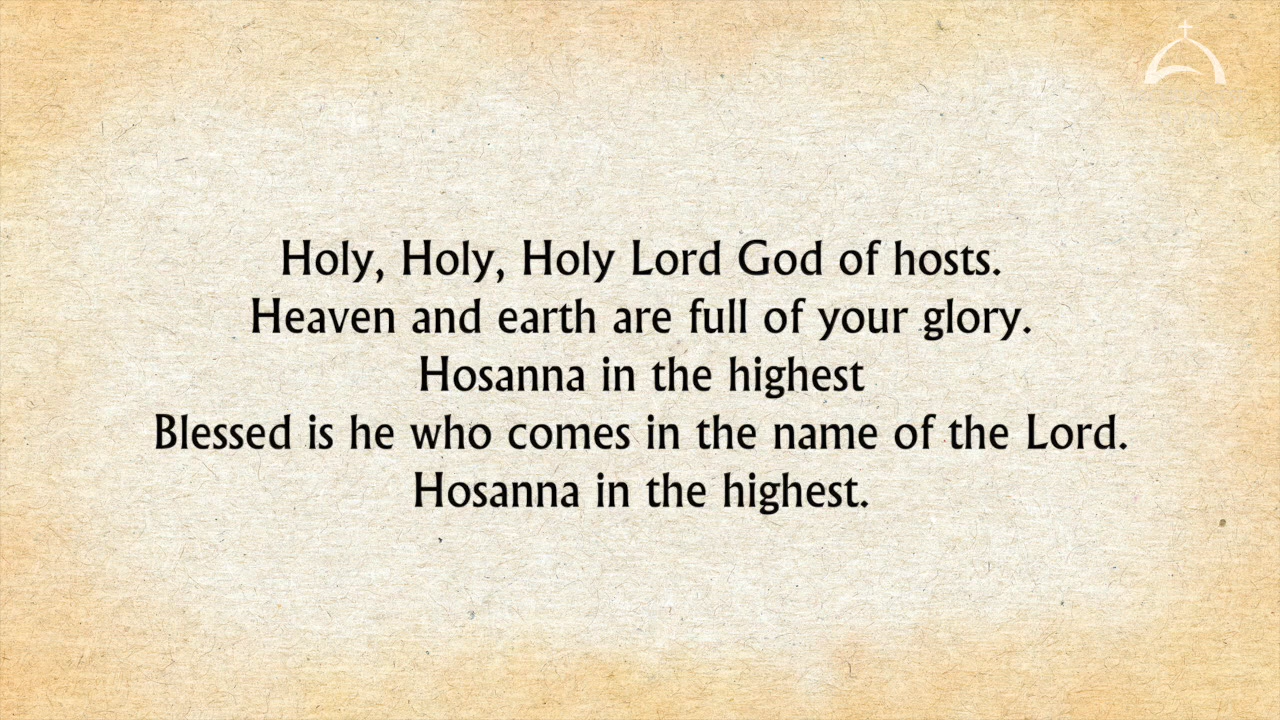 Holy, Holy, Holy Lord God of hosts.
Heaven and earth are full of your glory.
Hosanna in the highest
Blessed is he who comes in the name of the Lord.
Hosanna in the highest.